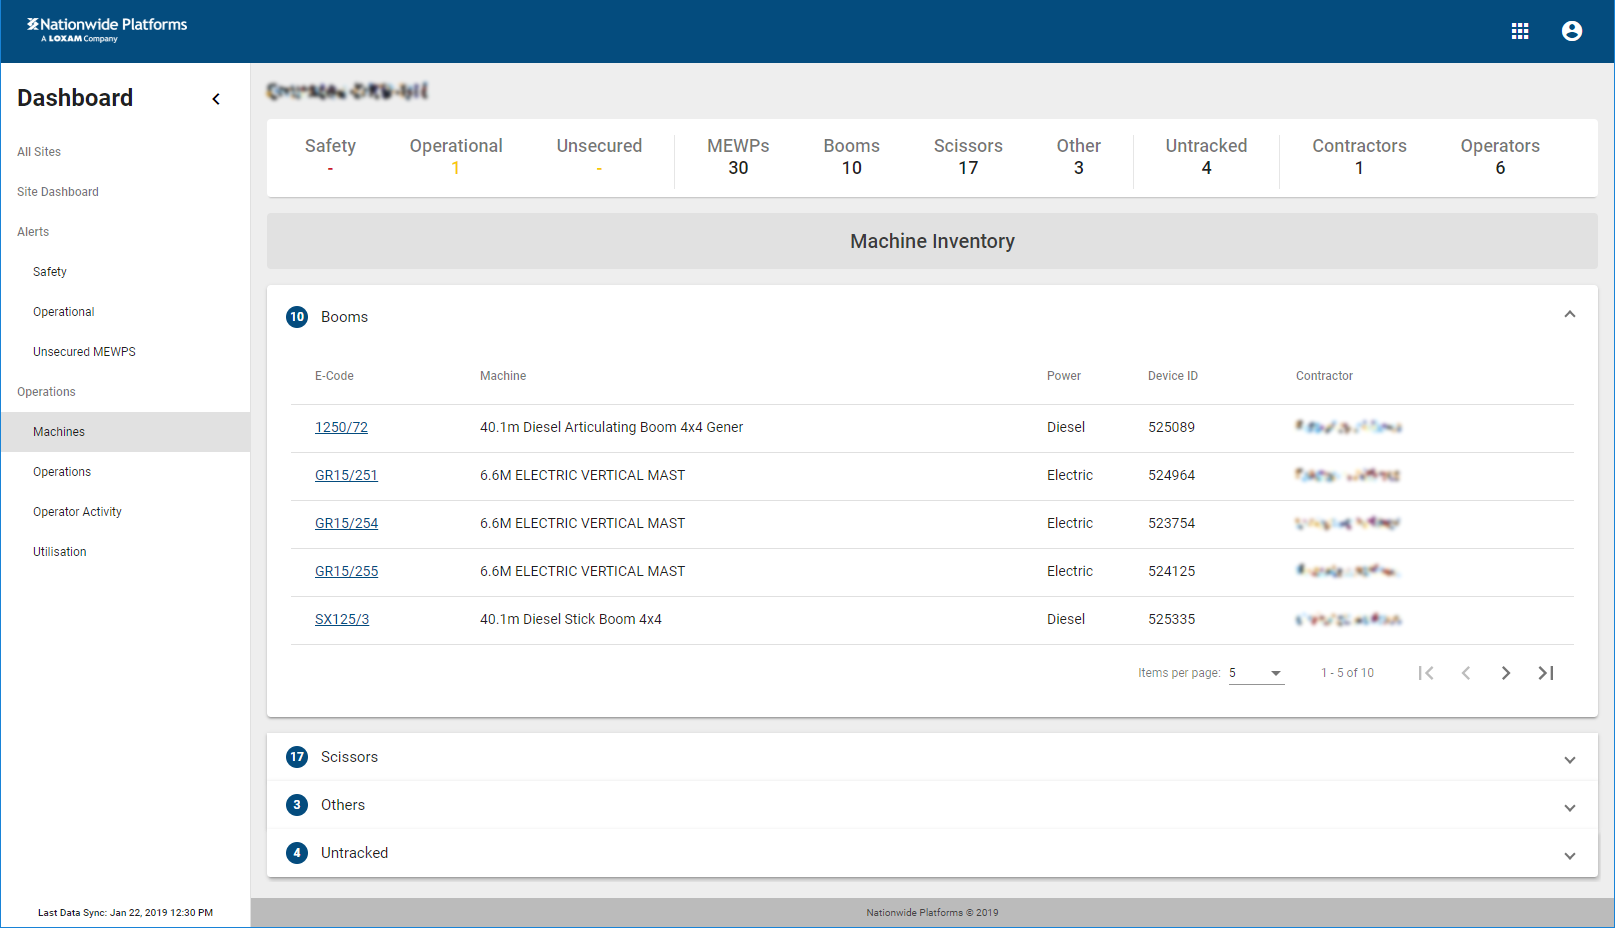 Nationwide Platforms
A LOXAM Company
Dashboard
All Sites
Site Dashboard
Alerts
Safety
Operational
Unsecured MEWPS
Operations
Machines
Operations
Operator Activity
Utilisation
Last Data Sync: Jan 22, 2019 12:30 PM
Safety Operational Unsecured MEWPs Booms Scissors Other Untracked Contractors Operators
- 1 - 30 10 17 3 4 1 6
Machine Inventory
10 Booms
E-Code Machine Power Device ID Contractor
1250/72 40.1m Diesel Articulating Boom 4x4 Gener Diesel 525089
GR15/251 6.6M ELECTRIC VERTICAL MAST Electric 524964
GR15/254 6.6M ELECTRIC VERTICAL MAST Electric 523754
GR15/255 6.6M ELECTRIC VERTICAL MAST Electric 524125
SX125/3 40.1m Diesel Stick Boom 4x4 Diesel 525335
Items per page: 5 1 - 5 of 10
17 Scissors
3 Others
4 Untracked
Nationwide Platforms © 2019